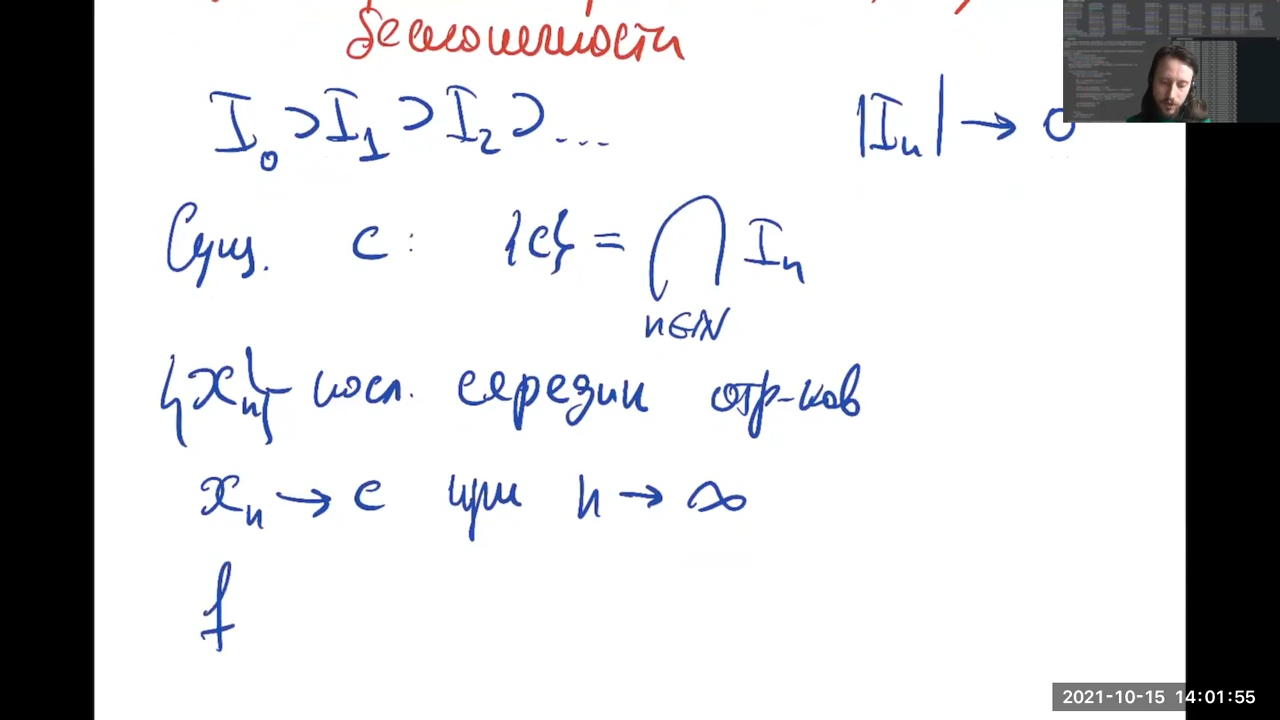 бесконечности
I₀ ⊃ I₁ ⊃ I₂ ⊃ ... |Iₙ| → 0
Сущ. c: {c} = ⋂ Iₙ
n∈ℕ
{xₙ} - посл. середин отр-ков
xₙ → c при n → ∞
f
2021-10-15 14:01:55